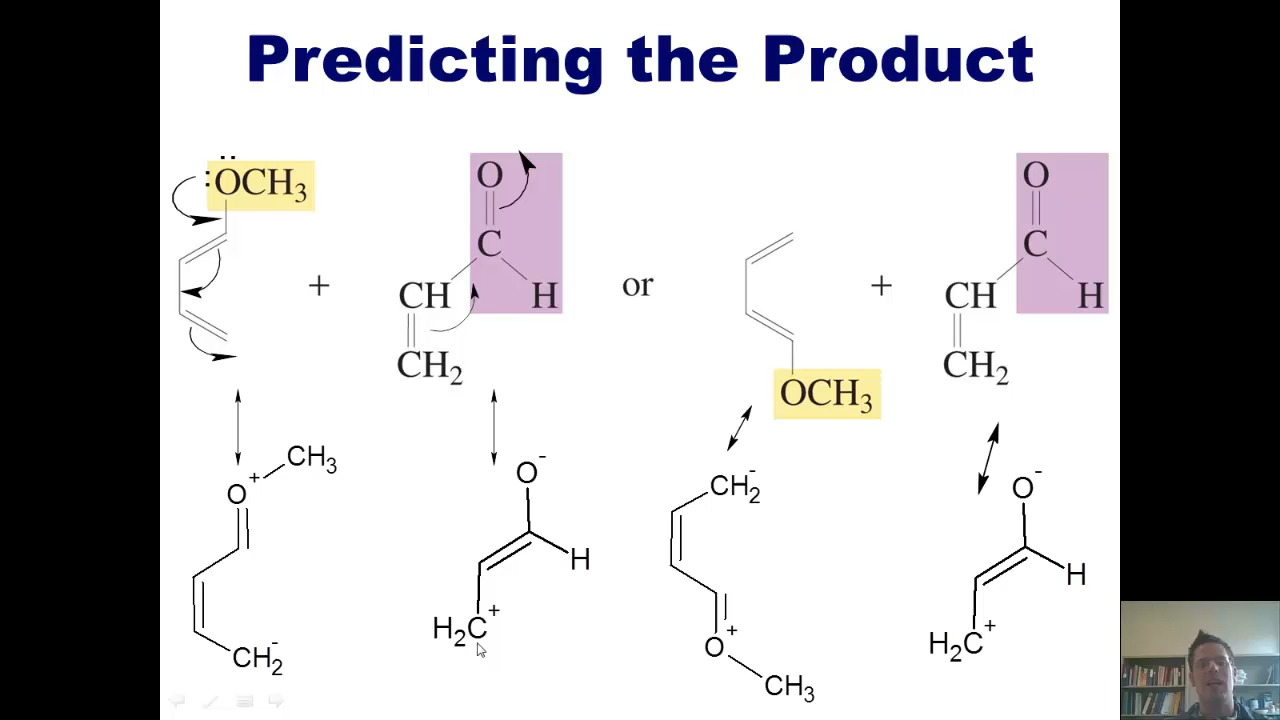 Predicting the Product
:OCH3 + O C H CH CH2 or OCH3 + O C H CH CH2
O+ CH3 CH2-
O- H H2C+
CH2- O+ CH3
O- H H2C+